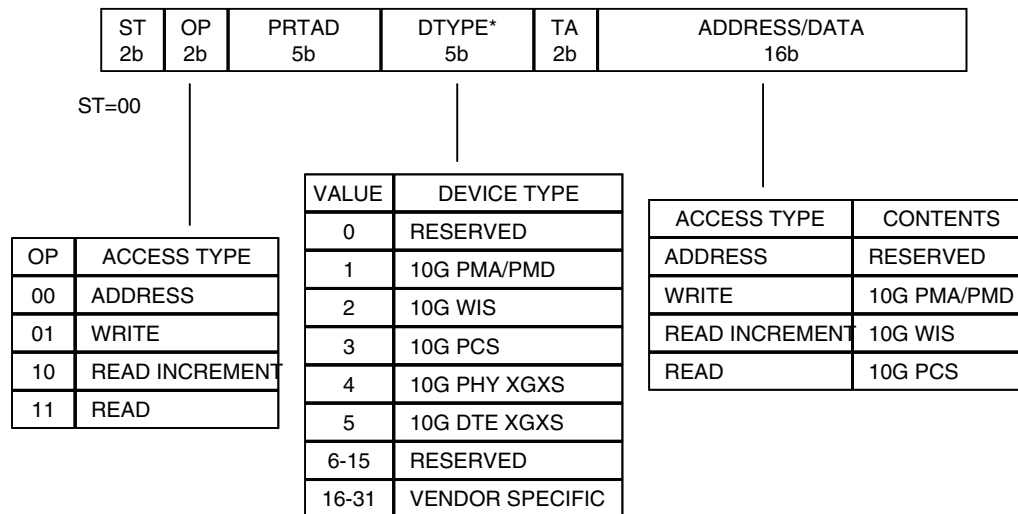 ST OP PRTAD DTYPE* TA ADDRESS/DATA
2b 2b 5b 5b 2b 16b
ST=00
OP ACCESS TYPE
00 ADDRESS
01 WRITE
10 READ INCREMENT
11 READ
VALUE DEVICE TYPE
0 RESERVED
1 10G PMA/PMD
2 10G WIS
3 10G PCS
4 10G PHY XGXS
5 10G DTE XGXS
6-15 RESERVED
16-31 VENDOR SPECIFIC
ACCESS TYPE CONTENTS
ADDRESS RESERVED
WRITE 10G PMA/PMD
READ INCREMENT 10G WIS
READ 10G PCS